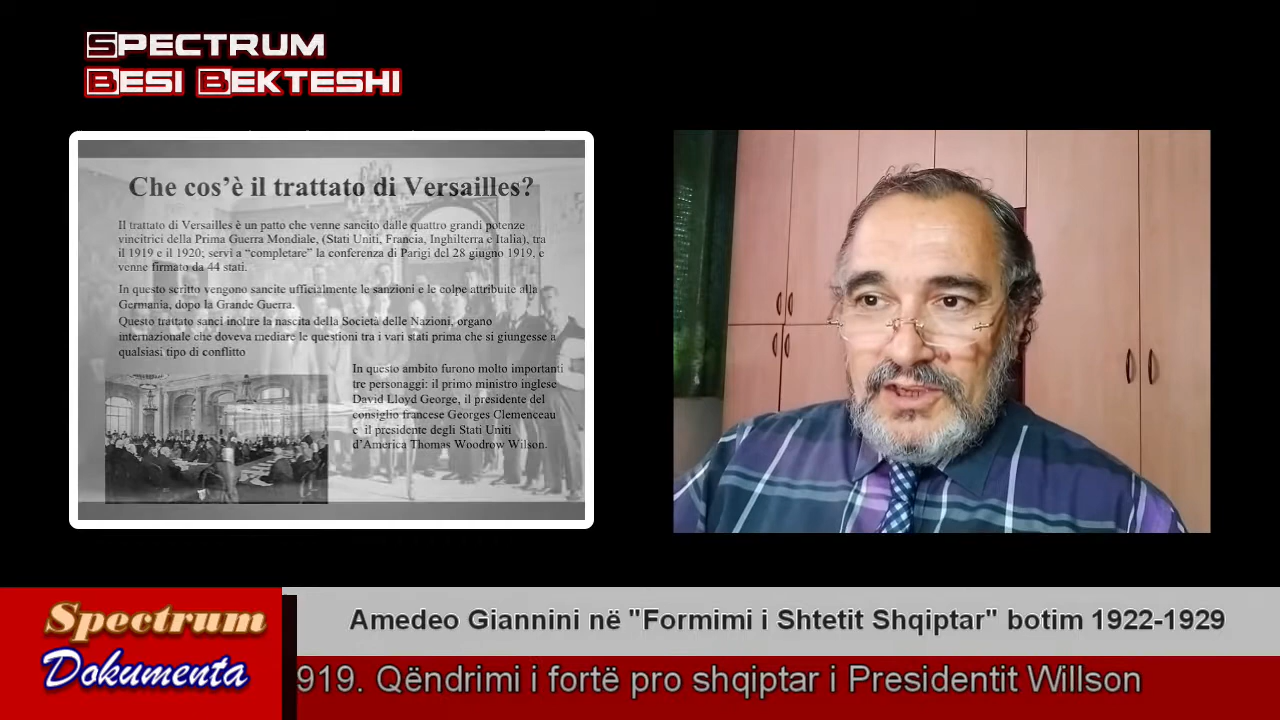 Spectrum
Besi Bekteshi
Che cos'è il trattato di Versailles?
Il trattato di Versailles è un patto che venne sancito dalle quattro grandi potenze
vincitrici della Prima Guerra Mondiale, (Stati Uniti, Francia, Inghilterra e Italia), tra
il 1919 e il 1920; servì a “completare” la conferenza di Parigi del 28 giugno 1919, e
venne firmato da 44 stati.
In questo scritto vengono sancite ufficialmente le sanzioni e le colpe attribuite alla
Germania, dopo la Grande Guerra.
Questo trattato sancì inoltre la nascita della Società delle Nazioni, organo
internazionale che doveva mediare le questioni tra i vari stati prima che si giungesse a
qualsiasi tipo di conflitto
In questo ambito furono molto importanti
tre personaggi: il primo ministro inglese
David Lloyd George, il presidente del
consiglio francese Georges Clemenceau
e il presidente degli Stati Uniti
d'America Thomas Woodrow Wilson.
Spectrum
Dokumenta
Amedeo Giannini në "Formimi i Shtetit Shqiptar" botim 1922-1929
919. Qëndrimi i fortë pro shqiptar i Presidentit Willson